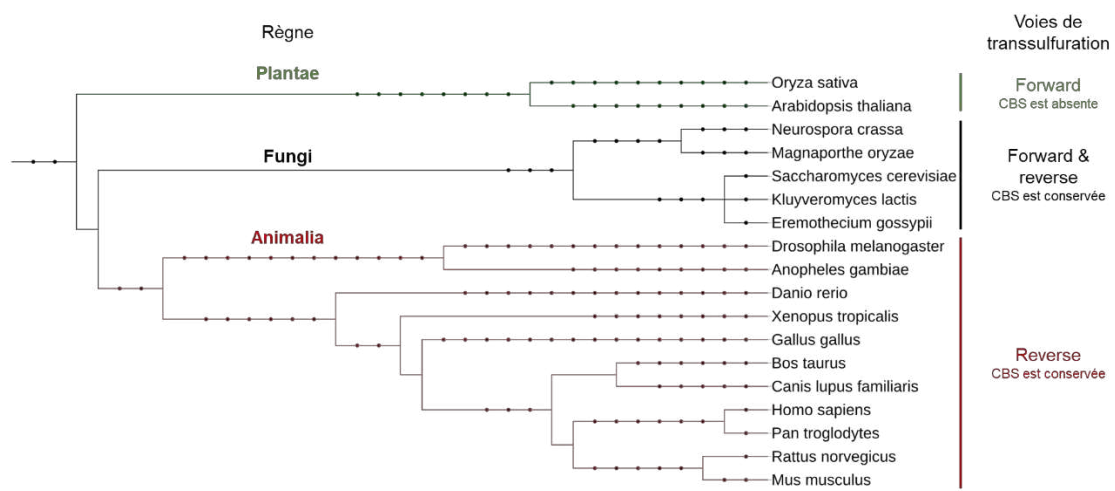 Règne
Voies de
transsulfuration
Plantae
Oryza sativa
Arabidopsis thaliana
Forward
CBS est absente
Fungi
Neurospora crassa
Magnaporthe oryzae
Saccharomyces cerevisiae
Kluyveromyces lactis
Eremothecium gossypii
Forward &
reverse
CBS est conservée
Animalia
Drosophila melanogaster
Anopheles gambiae
Danio rerio
Xenopus tropicalis
Gallus gallus
Bos taurus
Canis lupus familiaris
Homo sapiens
Pan troglodytes
Rattus norvegicus
Mus musculus
Reverse
CBS est conservée